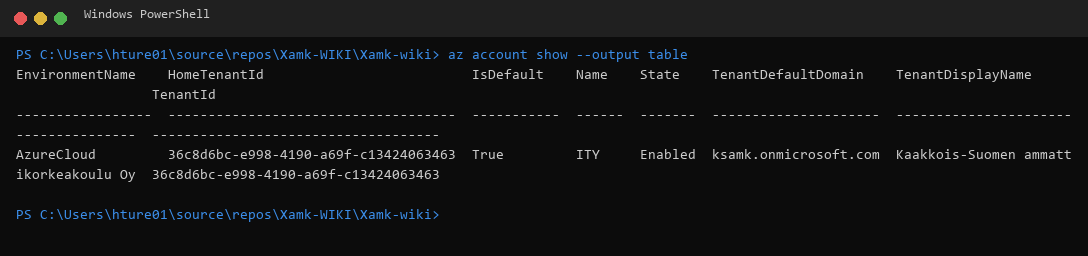 Windows PowerShell
PS C:\Users\hture01\source\repos\Xamk-WIKI\Xamk-wiki> az account show --output table
EnvironmentName    HomeTenantId                          IsDefault    Name    State    TenantDefaultDomain    TenantDisplayName
                 TenantId
-----------------  ------------------------------------  -----------  ------  -------  ---------------------  ----------------------
---------------  ------------------------------------
AzureCloud         36c8d6bc-e998-4190-a69f-c13424063463  True         ITY     Enabled  ksamk.onmicrosoft.com  Kaakkois-Suomen ammatt
ikorkeakoulu Oy  36c8d6bc-e998-4190-a69f-c13424063463
PS C:\Users\hture01\source\repos\Xamk-WIKI\Xamk-wiki>